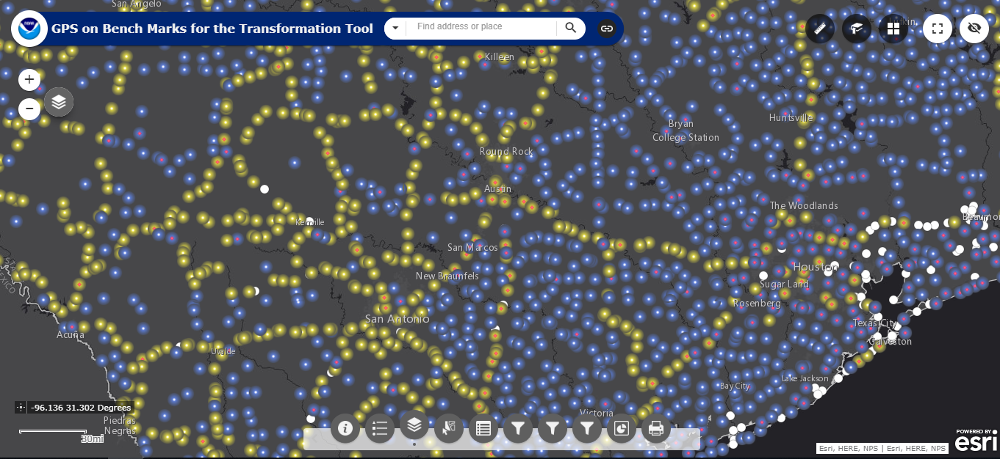 San Angelo
NOAA
GPS on Bench Marks for the Transformation Tool
Find address or place
Killeen
Huntsville
Bryan
College Station
Round Rock
Austin
The Woodlands
Kerrville
Beaumont
San Marcos
Houston
New Braunfels
Sugar Land
Rosenberg
San Antonio
Texas City
Acuña
Galveston
Uvalde
Lake Jackson
Bay City
-96.136 31.302 Degrees
Victoria
Piedras
Negras
30mi
POWERED BY
esri
Esri, HERE, NPS | Esri, HERE, NPS